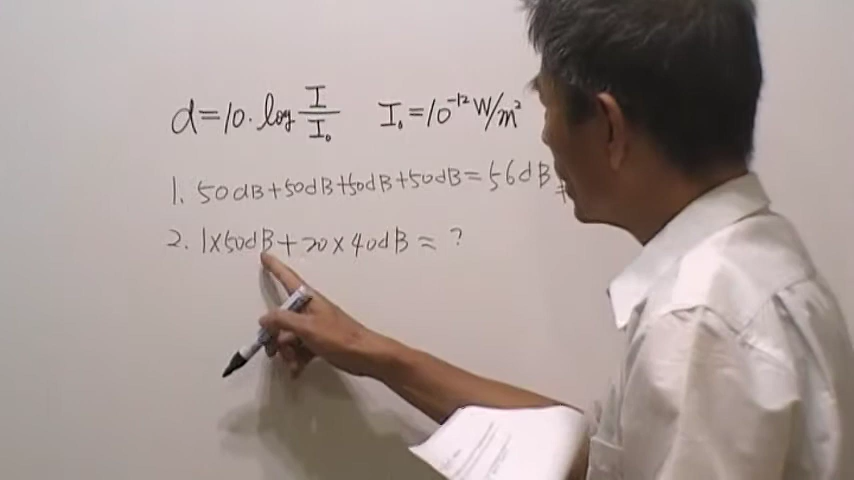 d=10·log I/I₀ I₀=10⁻¹² W/m²
1. 50dB+50dB+50dB+50dB=56dB
2. 1×50dB+20×40dB≈?